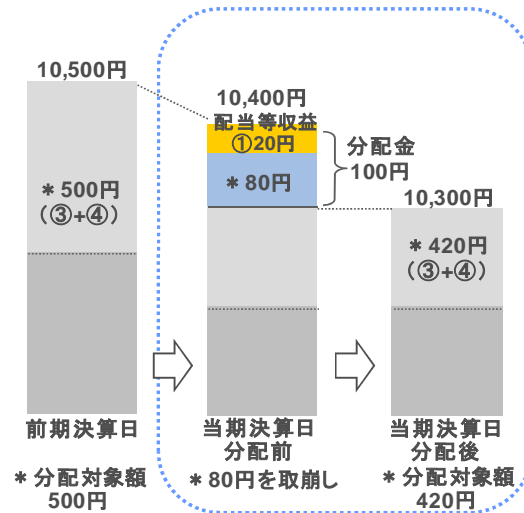 10,500円
＊500円
（③+④）
前期決算日
＊分配対象額
500円
10,400円
配当等収益
①20円
＊80円
分配金
100円
当期決算日
分配前
＊80円を取崩し
10,300円
＊420円
（③+④）
当期決算日
分配後
＊分配対象額
420円